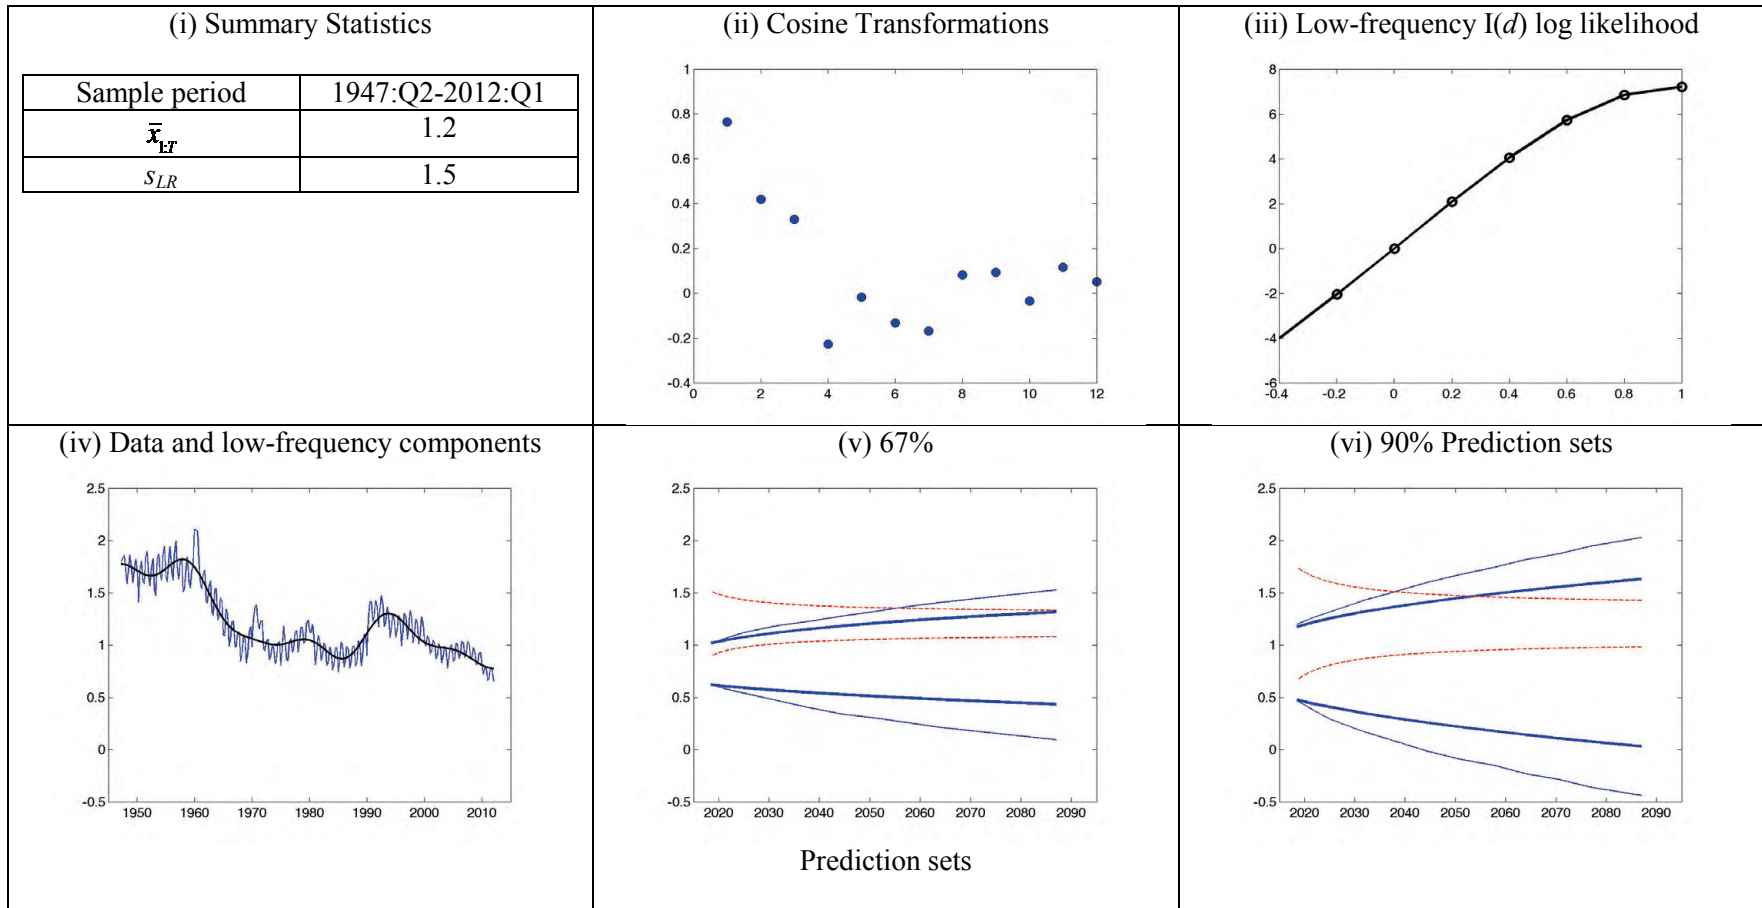 (i) Summary Statistics
Sample period 1947:Q2-2012:Q1
x̄1:T 1.2
sLR 1.5
(ii) Cosine Transformations
1
0.8
0.6
0.4
0.2
0
-0.2
-0.4
0 2 4 6 8 10 12
(iii) Low-frequency I(d) log likelihood
8
6
4
2
0
-2
-4
-6
-0.4 -0.2 0 0.2 0.4 0.6 0.8 1
(iv) Data and low-frequency components
2.5
2
1.5
1
0.5
0
-0.5
1950 1960 1970 1980 1990 2000 2010
(v) 67%
2.5
2
1.5
1
0.5
0
-0.5
2020 2030 2040 2050 2060 2070 2080 2090
Prediction sets
(vi) 90% Prediction sets
2.5
2
1.5
1
0.5
0
-0.5
2020 2030 2040 2050 2060 2070 2080 2090